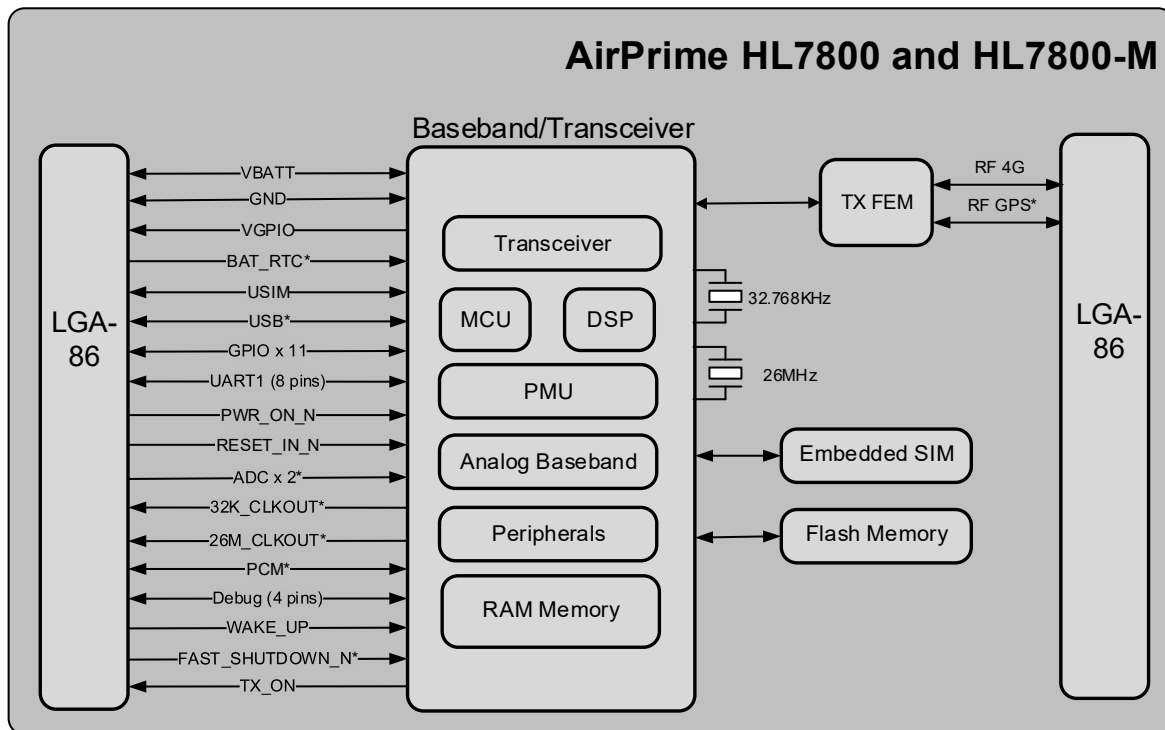 AirPrime HL7800 and HL7800-M
Baseband/Transceiver
LGA-
86
VBATT
GND
VGPIO
BAT_RTC*
USIM
USB*
GPIO x 11
UART1 (8 pins)
PWR_ON_N
RESET_IN_N
ADC x 2*
32K_CLKOUT*
26M_CLKOUT*
PCM*
Debug (4 pins)
WAKE_UP
FAST_SHUTDOWN_N*
TX_ON
Transceiver
MCU
DSP
PMU
Analog Baseband
Peripherals
RAM Memory
32.768KHz
26MHz
TX FEM
RF 4G
RF GPS*
Embedded SIM
Flash Memory
LGA-
86